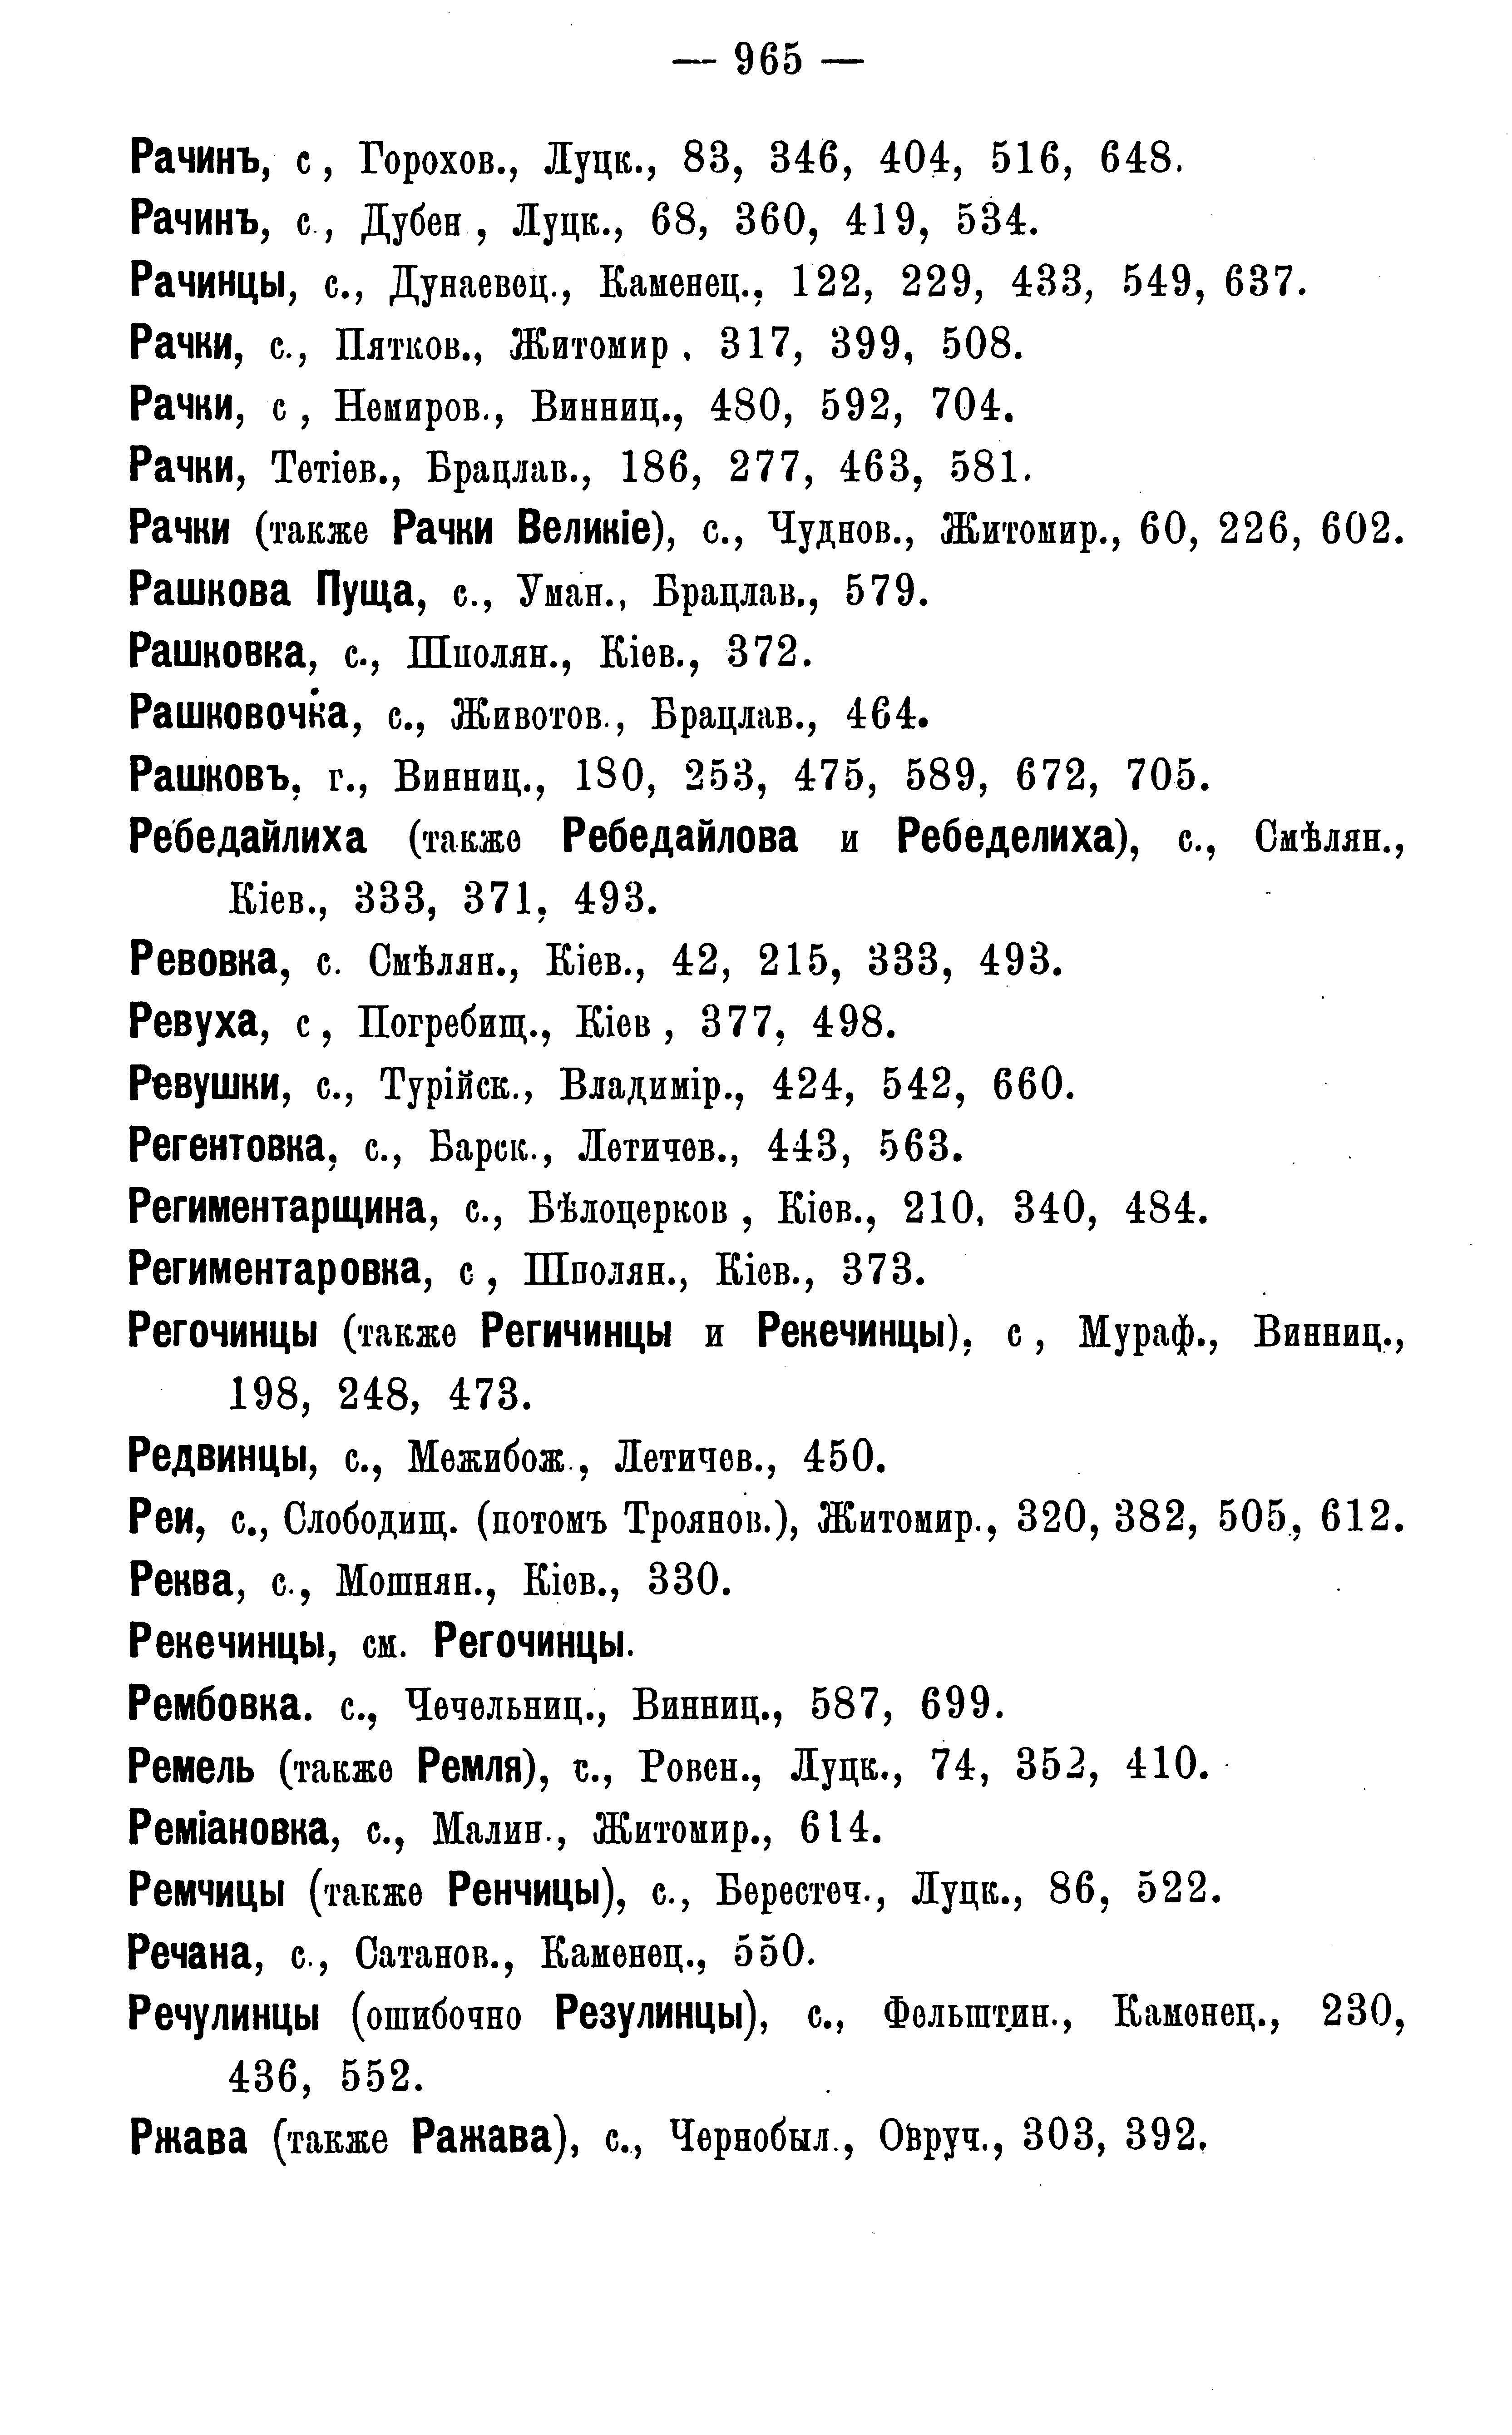 — 965 —
Рачинъ, с , Горохов., Луцк., 83, 346, 404, 516, 648.
Рачинъ, с., Дубен , Луцк., 68, 360, 419, 534.
Рачинцы, с., Дунаевец., Каменец., 122, 229, 433, 549, 637.
Рачки, с., Пятков., Житомир . 317, 399, 508.
Рачки, с , Немиров., Винниц., 480, 592, 704.
Рачки, Тетіев., Брацлав., 186, 277, 463, 581.
Рачки (также Рачки Великіе), с., Чуднов., Житомир., 60, 226, 602.
Рашкова Пуща, с., Уман., Брацлав., 579.
Рашковка, с., Шполян., Кіев., 372.
Рашковочка, с., Животов., Брацлав., 464.
Рашковъ, г., Винниц., 180, 253, 475, 589, 672, 705.
Ребедайлиха (также Ребедайлова и Ребеделиха), с., Смѣлян.,
Кіев., 333, 371, 493.
Ревовка, с. Смѣлян., Кіев., 42, 215, 333, 493.
Ревуха, с , Погребищ., Кіев , 377, 498.
Ревушки, с., Турійск., Владимір., 424, 542, 660.
Регентовка, с., Барск., Летичев., 443, 563.
Региментарщина, с., Бѣлоцерков , Кіев., 210, 340, 484.
Региментаровка, с , Шполян., Кіев., 373.
Регочинцы (также Регичинцы и Рекечинцы), с , Мураф., Винниц.,
198, 248, 473.
Редвинцы, с., Межибож., Летичев., 450.
Реи, с., Слободищ. (потомъ Троянов.), Житомир., 320, 382, 505, 612.
Реква, с., Мошнян., Кіев., 330.
Рекечинцы, см. Регочинцы.
Рембовка. с., Чечельниц., Винниц., 587, 699.
Ремель (также Ремля), с., Ровен., Луцк., 74, 352, 410.
Реміановка, с., Малин., Житомир., 614.
Ремчицы (также Ренчицы), с., Берестеч., Луцк., 86, 522.
Речана, с., Сатанов., Каменец., 550.
Речулинцы (ошибочно Резулинцы), с., Фельштин., Каменец., 230,
436, 552.
Ржава (также Ражава), с., Чернобыл., Овруч., 303, 392.